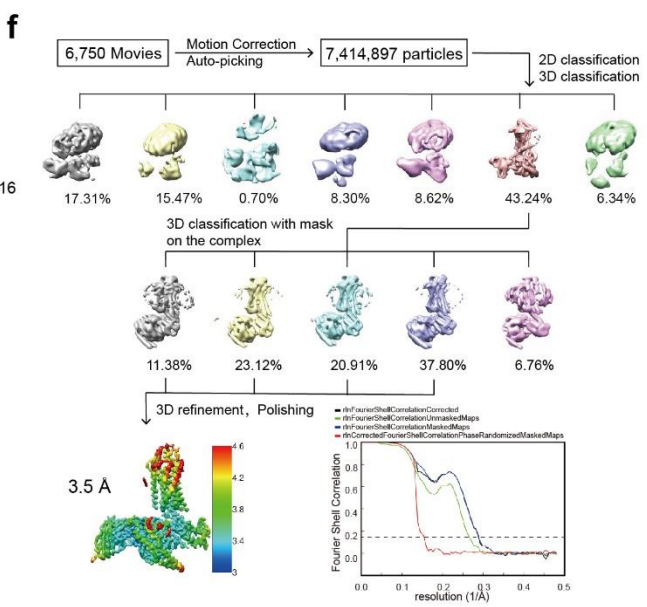 f
6,750 Movies
Motion Correction
Auto-picking
7,414,897 particles
2D classification
3D classification
16
17.31%
15.47%
0.70%
8.30%
8.62%
43.24%
6.34%
3D classification with mask
on the complex
11.38%
23.12%
20.91%
37.80%
6.76%
3D refinement, Polishing
3.5 Å
4.6
4.2
3.8
3.4
3
rlnFourierShellCorrelationCorrected
rlnFourierShellCorrelationUnmaskedMaps
rlnFourierShellCorrelationMaskedMaps
rlnCorrectedFourierShellCorrelationPhaseRandomizedMaskedMaps
Fourier Shell Correlation
1.0
0.8
0.6
0.4
0.2
0.0
0.0 0.1 0.2 0.3 0.4 0.5
resolution (1/Å)